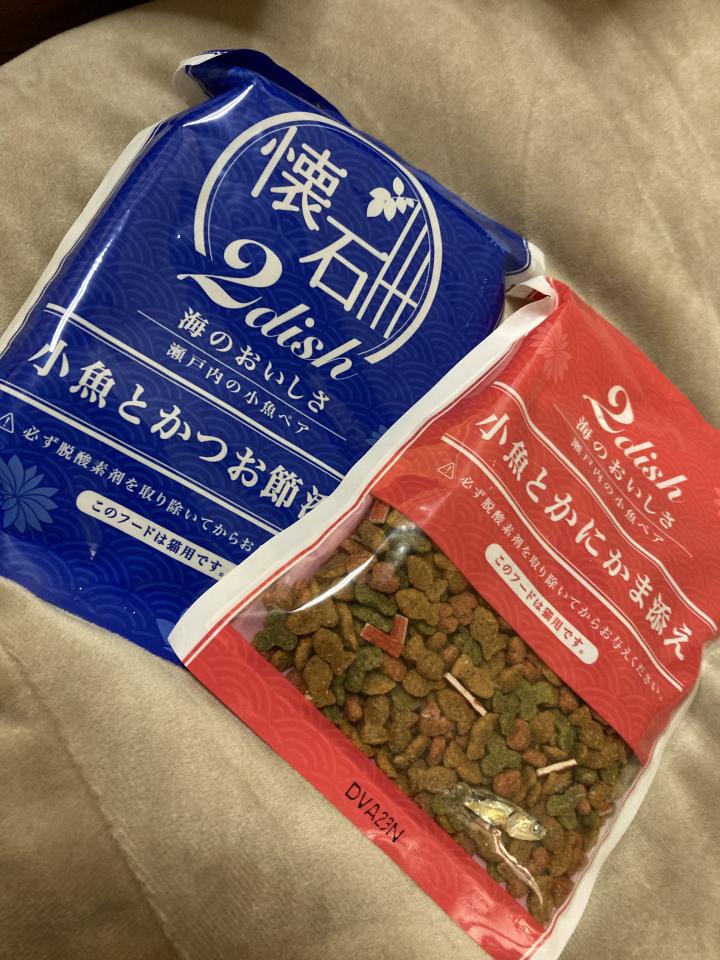 懐石
2dish
海のおいしさ
瀬戸内の小魚ペア
小魚とかつお節添
必ず脱酸素剤を取り除いてからお
このフードは猫用です。
2dish
海のおいしさ
瀬戸内の小魚ペア
小魚とかにかま添え
必ず脱酸素剤を取り除いてからお与えください。
このフードは猫用です。
DVA23N